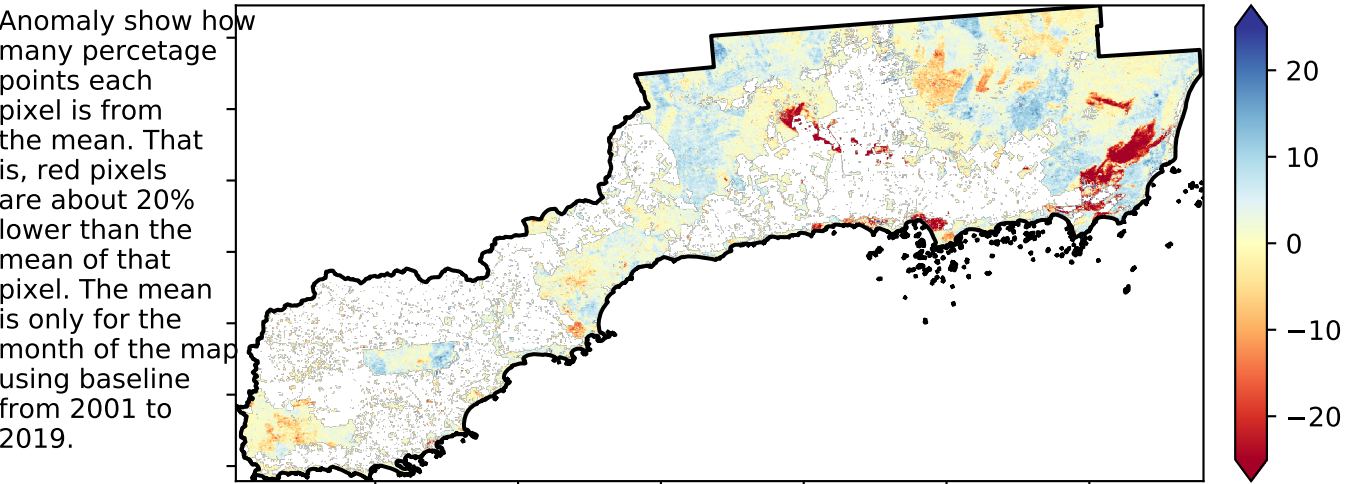 Anomaly show how
many percetage
points each
pixel is from
the mean. That
is, red pixels
are about 20%
lower than the
mean of that
pixel. The mean
is only for the
month of the map
using baseline
from 2001 to
2019.
20
10
0
−10
−20